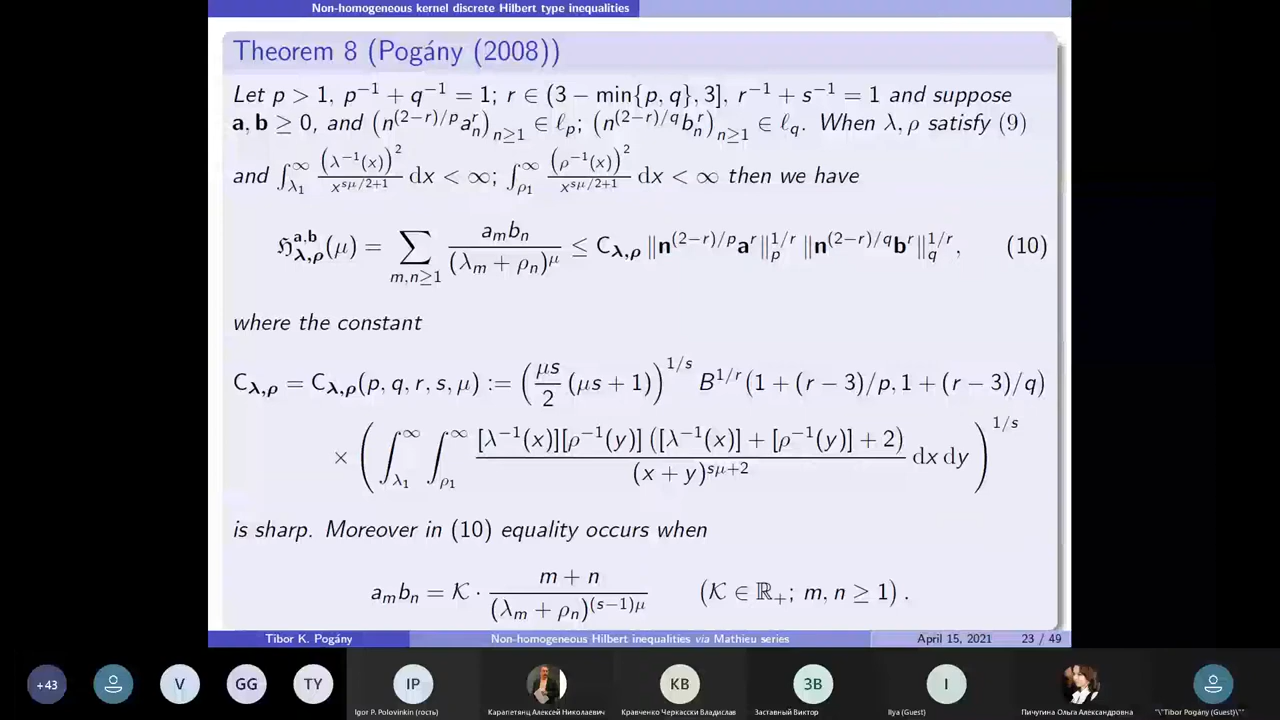 Non-homogeneous kernel discrete Hilbert type inequalities
Theorem 8 (Pogány (2008))
Let p > 1, p⁻¹ + q⁻¹ = 1; r ∈ (3 − min{p, q}, 3], r⁻¹ + s⁻¹ = 1 and suppose
a, b ≥ 0, and (n^{(2−r)/p} a_n^r)_{n≥1} ∈ ℓ_p; (n^{(2−r)/q} b_n^r)_{n≥1} ∈ ℓ_q. When λ, ρ satisfy (9)
and ∫_{λ_1}^∞ (λ⁻¹(x))² / x^{sμ/2+1} dx < ∞; ∫_{ρ_1}^∞ (ρ⁻¹(x))² / x^{sμ/2+1} dx < ∞ then we have
ℌ_{λ,ρ}^{a,b}(μ) = ∑_{m,n≥1} a_m b_n / (λ_m + ρ_n)^μ ≤ C_{λ,ρ} ‖n^{(2−r)/p} a^r‖_p^{1/r} ‖n^{(2−r)/q} b^r‖_q^{1/r}, (10)
where the constant
C_{λ,ρ} = C_{λ,ρ}(p, q, r, s, μ) := (μs/2 (μs + 1))^{1/s} B^{1/r}(1 + (r − 3)/p, 1 + (r − 3)/q)
× (∫_{λ_1}^∞ ∫_{ρ_1}^∞ [λ⁻¹(x)][ρ⁻¹(y)] ([λ⁻¹(x)] + [ρ⁻¹(y)] + 2) / (x + y)^{sμ+2} dx dy)^{1/s}
is sharp. Moreover in (10) equality occurs when
a_m b_n = 𝒦 · (m + n) / (λ_m + ρ_n)^{(s−1)μ} (𝒦 ∈ ℝ_+; m, n ≥ 1).
Tibor K. Pogány Non-homogeneous Hilbert inequalities via Mathieu series April 15, 2021 23 / 49
+43 V GG TY IP KB ЗВ I
Igor P. Polovinkin (гость) Карапетянц Алексей Николаевич Кравченко Черкасски Владислав Заставный Виктор Ilya (Guest) Пичугина Ольга Александровна "\"Tibor Pogány (Guest)\""